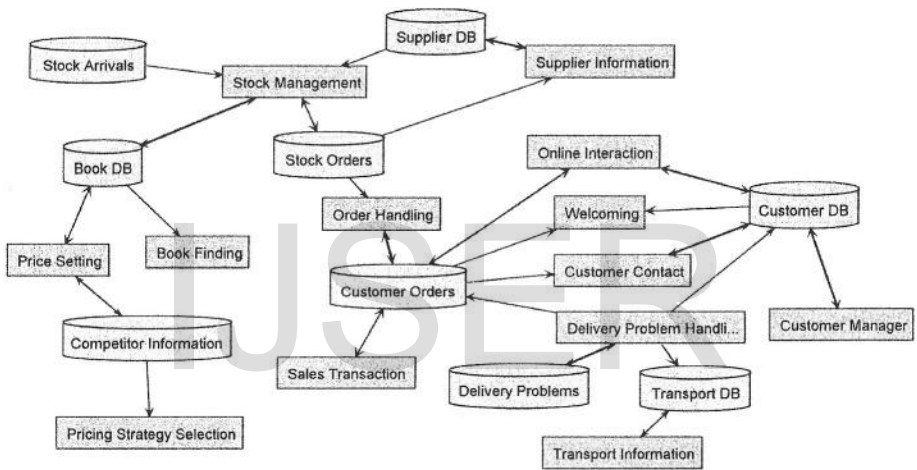 Supplier DB
Stock Arrivals
Supplier Information
Stock Management
Book DB
Stock Orders
Online Interaction
Order Handling
Welcoming
Customer DB
Price Setting
Book Finding
Customer Orders
Customer Contact
Competitor Information
Delivery Problem Handli...
Customer Manager
Sales Transaction
Delivery Problems
Transport DB
Pricing Strategy Selection
Transport Information
IJSER